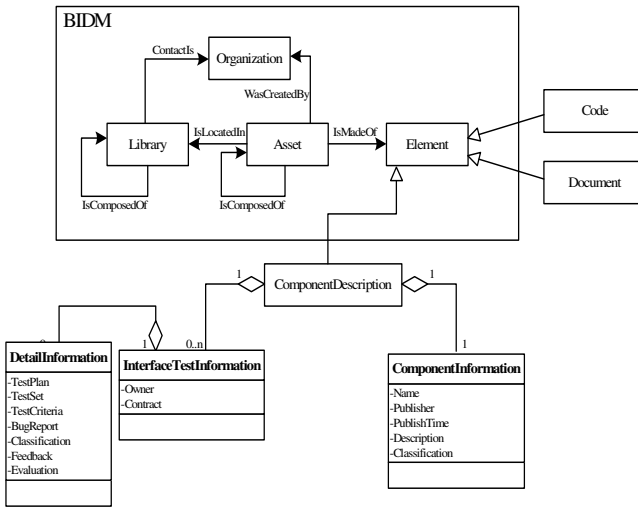 BIDM
ContactIs
Organization
WasCreatedBy
Library
IsLocatedIn
Asset
IsMadeOf
Element
Code
Document
IsComposedOf
IsComposedOf
1
ComponentDescription
1
1
0..n
1
DetailInformation
-TestPlan
-TestSet
-TestCriteria
-BugReport
-Classification
-Feedback
-Evaluation
InterfaceTestInformation
-Owner
-Contract
ComponentInformation
-Name
-Publisher
-PublishTime
-Description
-Classification